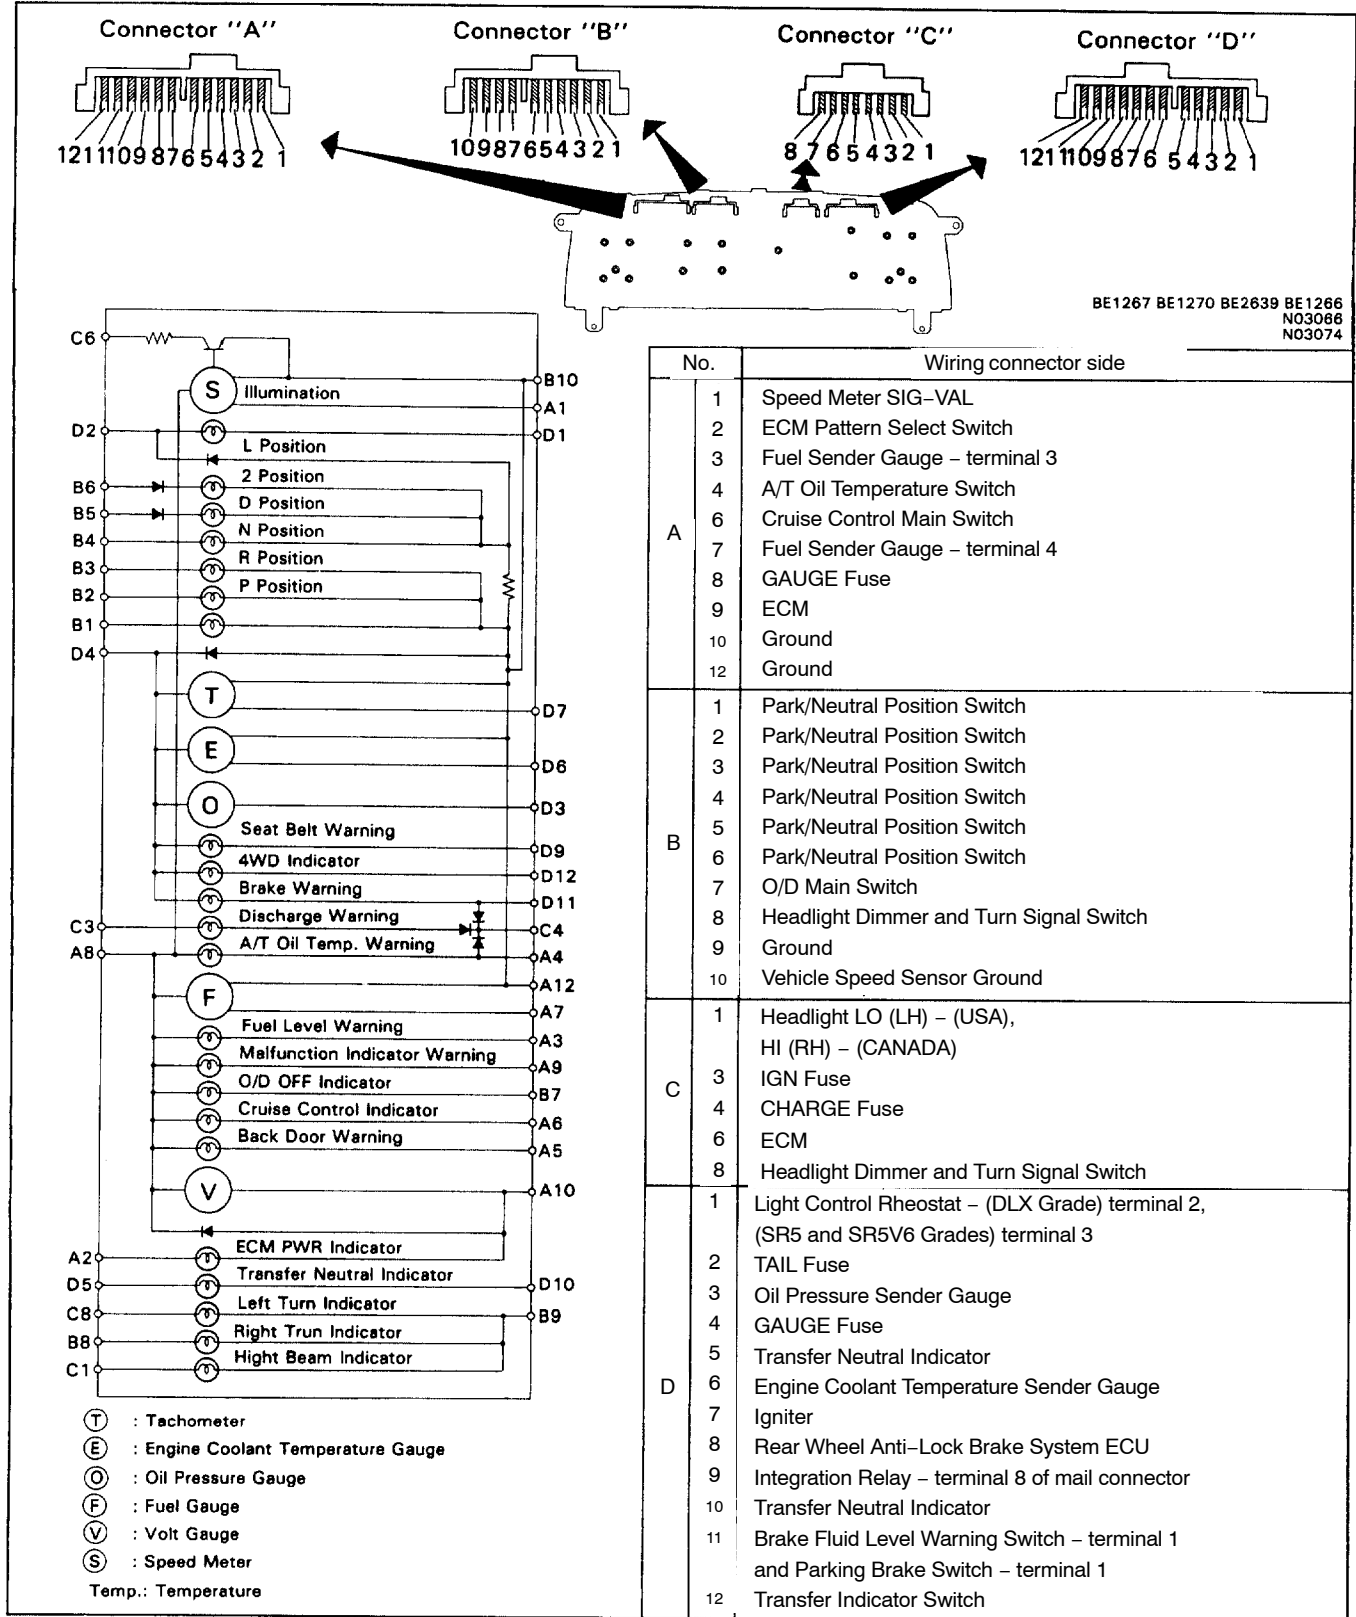 Connector ''A''
Connector ''B''
Connector ''C''
Connector ''D''
12 11 10 9 8 7 6 5 4 3 2 1
10 9 8 7 6 5 4 3 2 1
8 7 6 5 4 3 2 1
12 11 10 9 8 7 6 5 4 3 2 1
BE1267 BE1270 BE2639 BE1266
N03066
N03074
C6
S
Illumination
B10
A1
D2
D1
L Position
B6
2 Position
B5
D Position
B4
N Position
B3
R Position
B2
P Position
B1
D4
T
D7
E
D6
O
D3
Seat Belt Warning
D9
4WD Indicator
D12
Brake Warning
D11
C3
Discharge Warning
C4
A8
A/T Oil Temp. Warning
A4
A12
F
A7
Fuel Level Warning
A3
Malfunction Indicator Warning
A9
O/D OFF Indicator
B7
Cruise Control Indicator
A6
Back Door Warning
A5
V
A10
A2
ECM PWR Indicator
D5
Transfer Neutral Indicator
D10
C8
Left Turn Indicator
B9
B8
Right Trun Indicator
C1
Hight Beam Indicator
T : Tachometer
E : Engine Coolant Temperature Gauge
O : Oil Pressure Gauge
F : Fuel Gauge
V : Volt Gauge
S : Speed Meter
Temp.: Temperature
No. Wiring connector side
A
1 Speed Meter SIG–VAL
2 ECM Pattern Select Switch
3 Fuel Sender Gauge – terminal 3
4 A/T Oil Temperature Switch
6 Cruise Control Main Switch
7 Fuel Sender Gauge – terminal 4
8 GAUGE Fuse
9 ECM
10 Ground
12 Ground
B
1 Park/Neutral Position Switch
2 Park/Neutral Position Switch
3 Park/Neutral Position Switch
4 Park/Neutral Position Switch
5 Park/Neutral Position Switch
6 Park/Neutral Position Switch
7 O/D Main Switch
8 Headlight Dimmer and Turn Signal Switch
9 Ground
10 Vehicle Speed Sensor Ground
C
1 Headlight LO (LH) – (USA),
HI (RH) – (CANADA)
3 IGN Fuse
4 CHARGE Fuse
6 ECM
8 Headlight Dimmer and Turn Signal Switch
D
1 Light Control Rheostat – (DLX Grade) terminal 2,
(SR5 and SR5V6 Grades) terminal 3
2 TAIL Fuse
3 Oil Pressure Sender Gauge
4 GAUGE Fuse
5 Transfer Neutral Indicator
6 Engine Coolant Temperature Sender Gauge
7 Igniter
8 Rear Wheel Anti–Lock Brake System ECU
9 Integration Relay – terminal 8 of mail connector
10 Transfer Neutral Indicator
11 Brake Fluid Level Warning Switch – terminal 1
and Parking Brake Switch – terminal 1
12 Transfer Indicator Switch